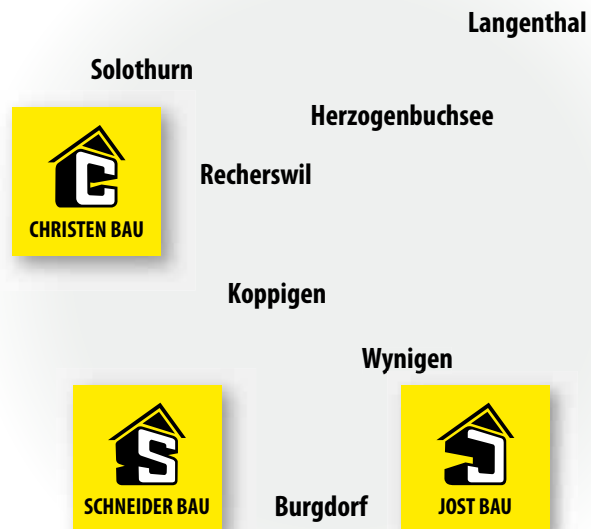 Langenthal
Solothurn
Herzogenbuchsee
Recherswil
C
CHRISTEN BAU
Koppigen
Wynigen
S
SCHNEIDER BAU
Burgdorf
J
JOST BAU